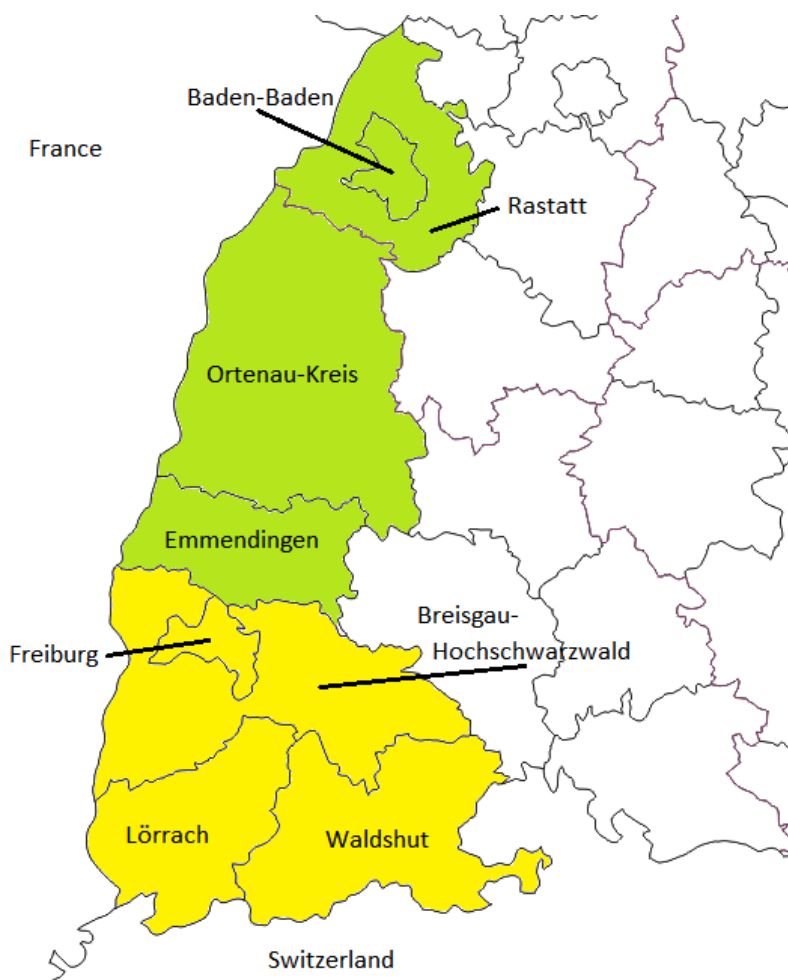 Baden-Baden
France
Rastatt
Ortenau-Kreis
Emmendingen
Breisgau-
Hochschwarzwald
Freiburg
Lörrach
Waldshut
Switzerland